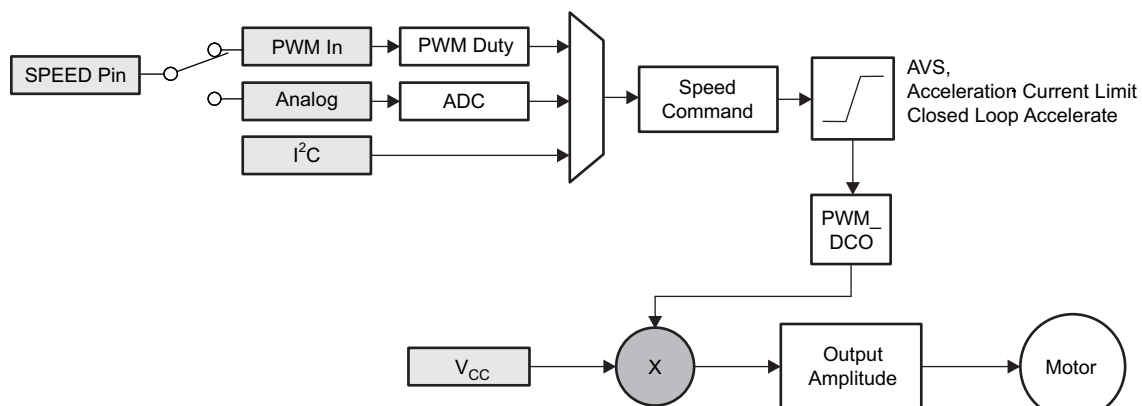 SPEED Pin
PWM In
PWM Duty
Analog
ADC
I²C
Speed
Command
AVS,
Acceleration Current Limit
Closed Loop Accelerate
PWM_
DCO
V_CC
X
Output
Amplitude
Motor